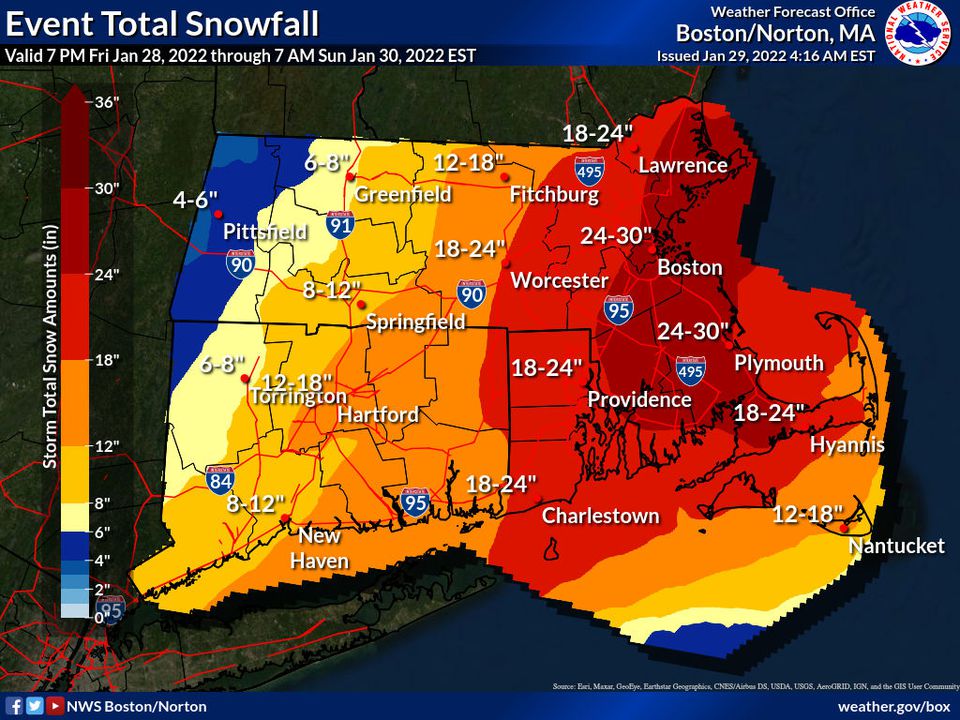 Event Total Snowfall
Valid 7 PM Fri Jan 28, 2022 through 7 AM Sun Jan 30, 2022 EST
Weather Forecast Office
Boston/Norton, MA
Issued Jan 29, 2022 4:16 AM EST
NATIONAL WEATHER SERVICE
Storm Total Snow Amounts (in)
36"
30"
24"
18"
12"
8"
6"
4"
2"
0"
18-24"
Lawrence
495
6-8"
Greenfield
12-18"
Fitchburg
4-6"
Pittsfield
91
90
18-24"
Worcester
24-30"
Boston
90
8-12"
Springfield
95
24-30"
Plymouth
6-8"
Torrington
12-18"
Hartford
18-24"
Providence
495
18-24"
Hyannis
84
8-12"
New
Haven
95
18-24"
Charlestown
12-18"
Nantucket
95
Source: Esri, Maxar, GeoEye, Earthstar Geographics, CNES/Airbus DS, USDA, USGS, AeroGRID, IGN, and the GIS User Community
NWS Boston/Norton
weather.gov/box